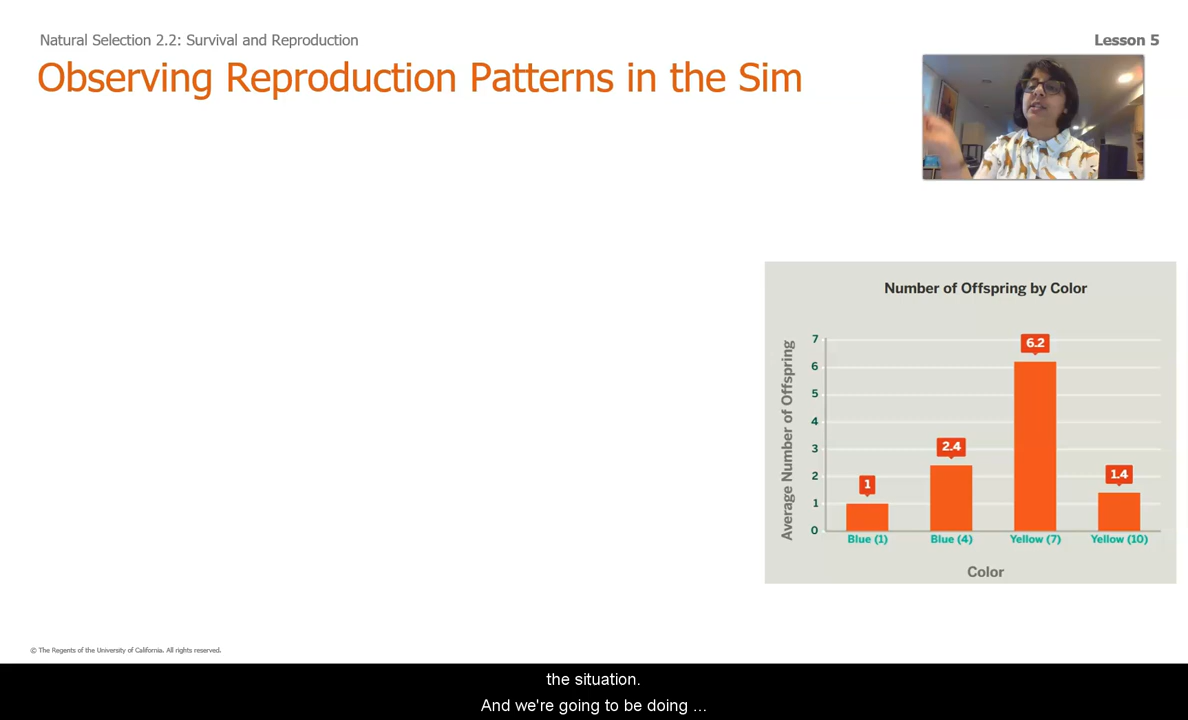 Natural Selection 2.2: Survival and Reproduction
Lesson 5
Observing Reproduction Patterns in the Sim
Number of Offspring by Color
Average Number of Offspring
7
6
5
4
3
2
1
0
1
2.4
6.2
1.4
Blue (1)
Blue (4)
Yellow (7)
Yellow (10)
Color
© The Regents of the University of California. All rights reserved.
the situation.
And we're going to be doing ...